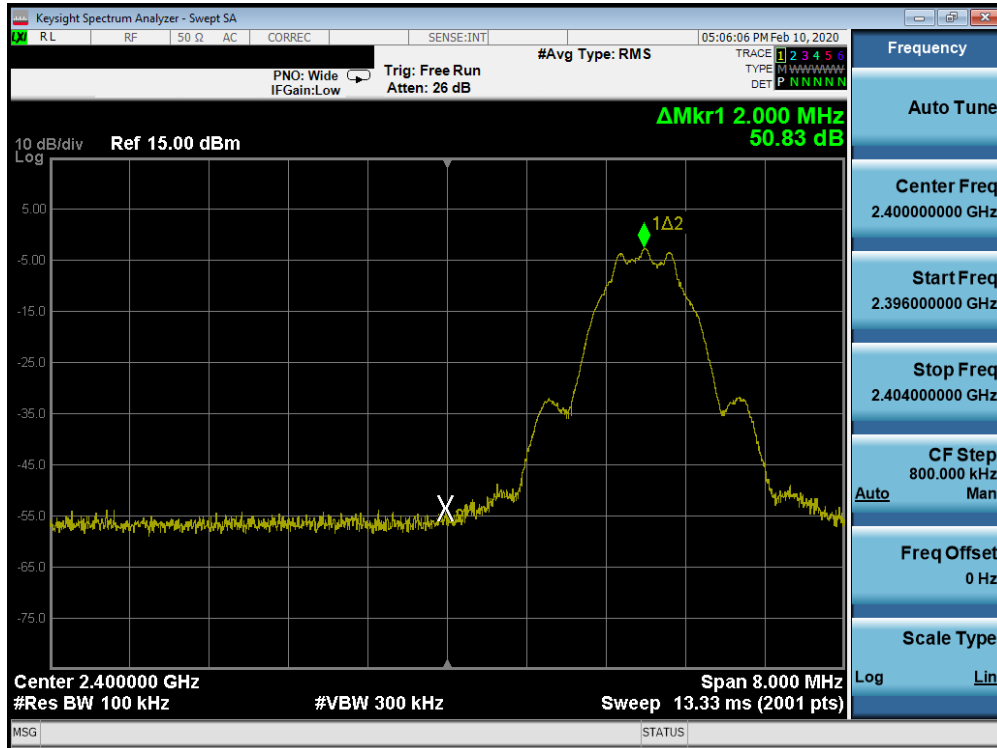 Keysight Spectrum Analyzer - Swept SA
LXI RL RF 50 Ω AC CORREC SENSE:INT 05:06:06 PM Feb 10, 2020
#Avg Type: RMS
TRACE 1 2 3 4 5 6
TYPE M WWWWW
DET P N N N N N
PNO: Wide
IFGain:Low
Trig: Free Run
Atten: 26 dB
ΔMkr1 2.000 MHz
50.83 dB
10 dB/div Ref 15.00 dBm
Log
5.00
-5.00
-15.0
-25.0
-35.0
-45.0
-55.0
-65.0
-75.0
1Δ2
X
Center 2.400000 GHz
Span 8.000 MHz
#Res BW 100 kHz
#VBW 300 kHz
Sweep 13.33 ms (2001 pts)
MSG
STATUS
Frequency
Auto Tune
Center Freq
2.400000000 GHz
Start Freq
2.396000000 GHz
Stop Freq
2.404000000 GHz
CF Step
800.000 kHz
Auto Man
Freq Offset
0 Hz
Scale Type
Log Lin